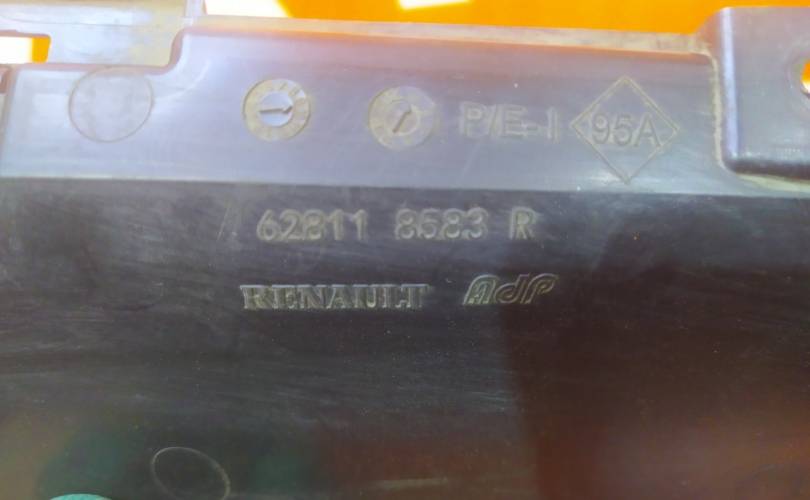 P/E-I 95A
62811 8583 R
RENAULT AdP